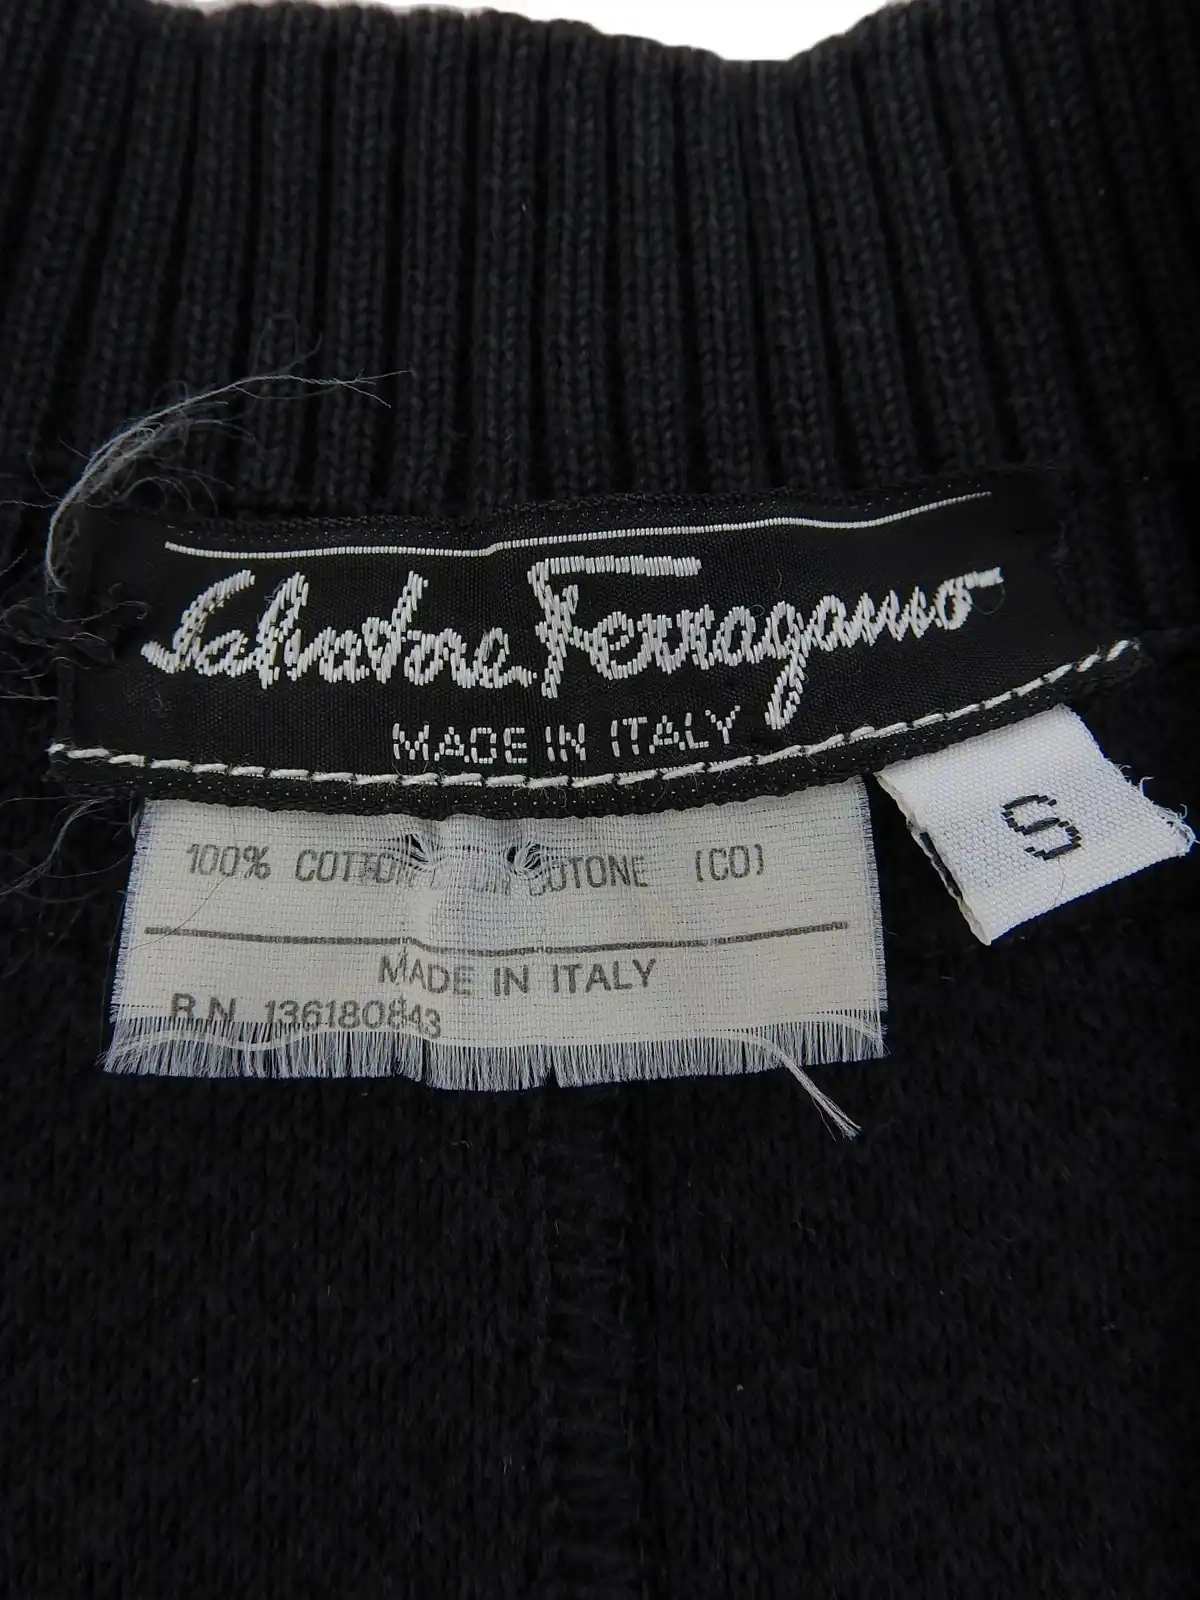 Salvatore Ferragamo
MADE IN ITALY
S
100% COTTON COTONE (CO)
MADE IN ITALY
R.N. 136180843